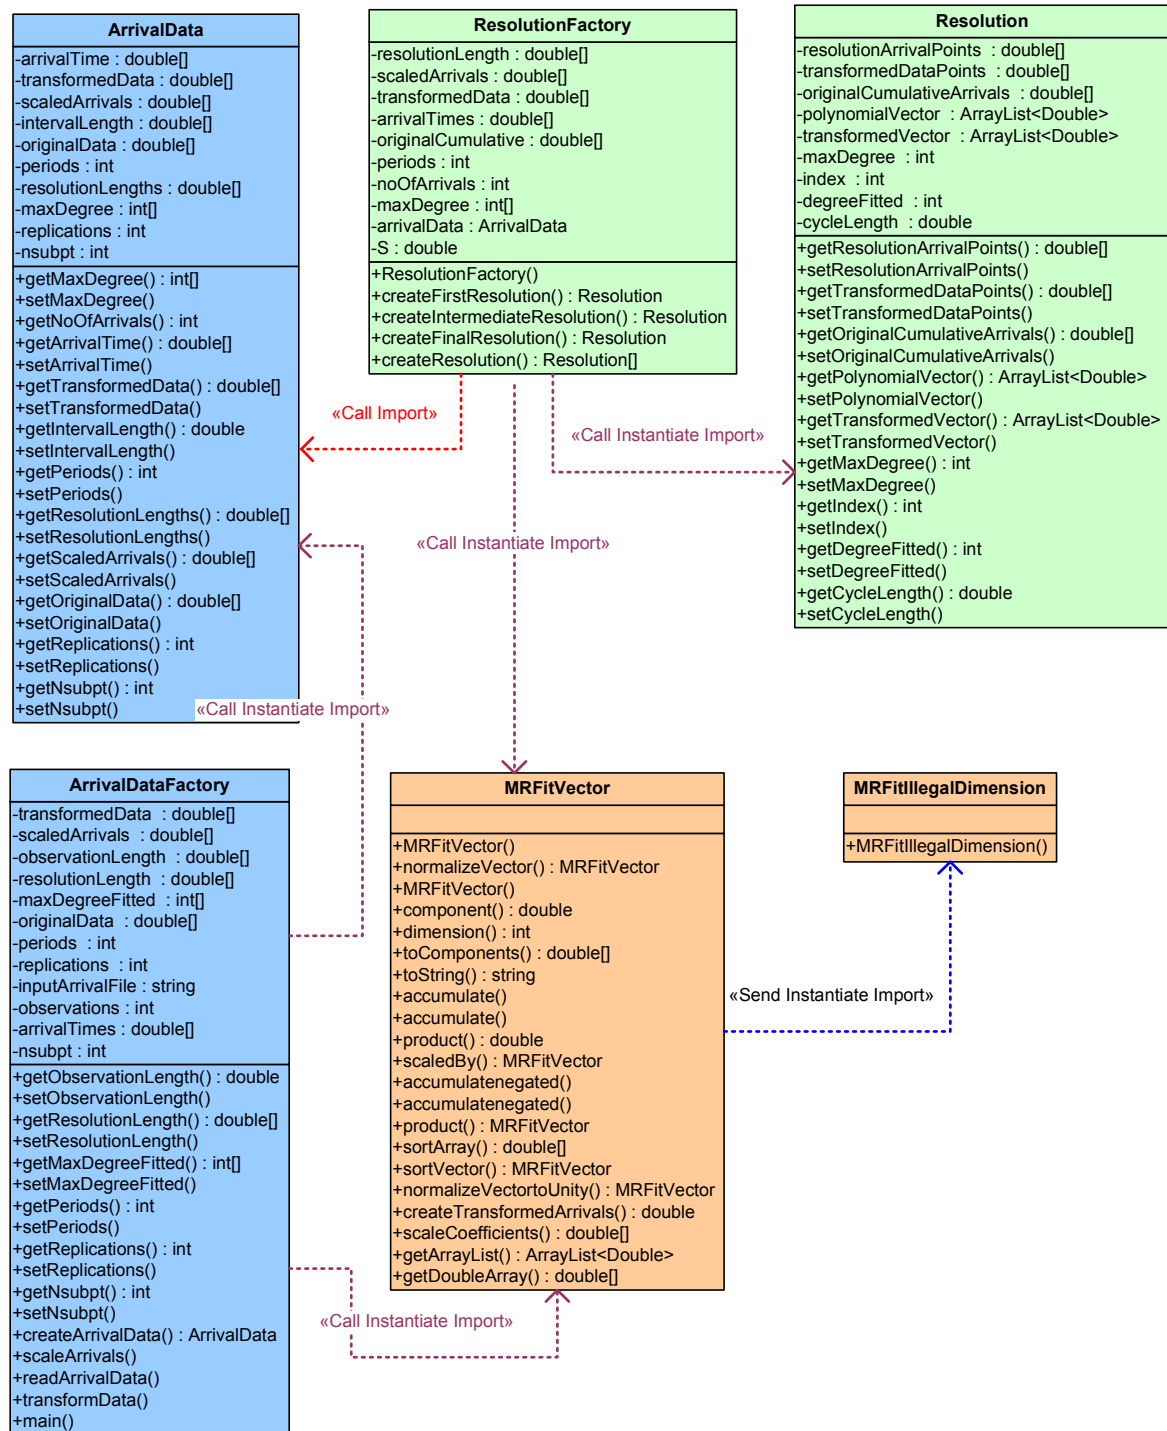 ArrivalData
-arrivalTime : double[]
-transformedData : double[]
-scaledArrivals : double[]
-intervalLength : double[]
-originalData : double[]
-periods : int
-resolutionLengths : double[]
-maxDegree : int[]
-replications : int
-nsubpt : int
+getMaxDegree() : int[]
+setMaxDegree()
+getNoOfArrivals() : int
+getArrivalTime() : double[]
+setArrivalTime()
+getTransformedData() : double[]
+setTransformedData()
+getIntervalLength() : double
+setIntervalLength()
+getPeriods() : int
+setPeriods()
+getResolutionLengths() : double[]
+setResolutionLengths()
+getScaledArrivals() : double[]
+setScaledArrivals()
+getOriginalData() : double[]
+setOriginalData()
+getReplications() : int
+setReplications()
+getNsubpt() : int
+setNsubpt()
ResolutionFactory
-resolutionLength : double[]
-scaledArrivals : double[]
-transformedData : double[]
-arrivalTimes : double[]
-originalCumulative : double[]
-periods : int
-noOfArrivals : int
-maxDegree : int[]
-arrivalData : ArrivalData
-S : double
+ResolutionFactory()
+createFirstResolution() : Resolution
+createIntermediateResolution() : Resolution
+createFinalResolution() : Resolution
+createResolution() : Resolution[]
Resolution
-resolutionArrivalPoints : double[]
-transformedDataPoints : double[]
-originalCumulativeArrivals : double[]
-polynomialVector : ArrayList<Double>
-transformedVector : ArrayList<Double>
-maxDegree : int
-index : int
-degreeFitted : int
-cycleLength : double
+getResolutionArrivalPoints() : double[]
+setResolutionArrivalPoints()
+getTransformedDataPoints() : double[]
+setTransformedDataPoints()
+getOriginalCumulativeArrivals() : double[]
+setOriginalCumulativeArrivals()
+getPolynomialVector() : ArrayList<Double>
+setPolynomialVector()
+getTransformedVector() : ArrayList<Double>
+setTransformedVector()
+getMaxDegree() : int
+setMaxDegree()
+getIndex() : int
+setIndex()
+getDegreeFitted() : int
+setDegreeFitted()
+getCycleLength() : double
+setCycleLength()
«Call Import»
«Call Instantiate Import»
«Call Instantiate Import»
«Call Instantiate Import»
ArrivalDataFactory
-transformedData : double[]
-scaledArrivals : double[]
-observationLength : double[]
-resolutionLength : double[]
-maxDegreeFitted : int[]
-originalData : double[]
-periods : int
-replications : int
-inputArrivalFile : string
-observations : int
-arrivalTimes : double[]
-nsubpt : int
+getObservationLength() : double
+setObservationLength()
+getResolutionLength() : double[]
+setResolutionLength()
+getMaxDegreeFitted() : int[]
+setMaxDegreeFitted()
+getPeriods() : int
+setPeriods()
+getReplications() : int
+setReplications()
+getNsubpt() : int
+setNsubpt()
+createArrivalData() : ArrivalData
+scaleArrivals()
+readArrivalData()
+transformData()
+main()
MRFitVector
+MRFitVector()
+normalizeVector() : MRFitVector
+MRFitVector()
+component() : double
+dimension() : int
+toComponents() : double[]
+toString() : string
+accumulate()
+accumulate()
+product() : double
+scaledBy() : MRFitVector
+accumulatenegated()
+accumulatenegated()
+product() : MRFitVector
+sortArray() : double[]
+sortVector() : MRFitVector
+normalizeVectortoUnity() : MRFitVector
+createTransformedArrivals() : double
+scaleCoefficients() : double[]
+getArrayList() : ArrayList<Double>
+getDoubleArray() : double[]
MRFitIllegalDimension
+MRFitIllegalDimension()
«Send Instantiate Import»
«Call Instantiate Import»